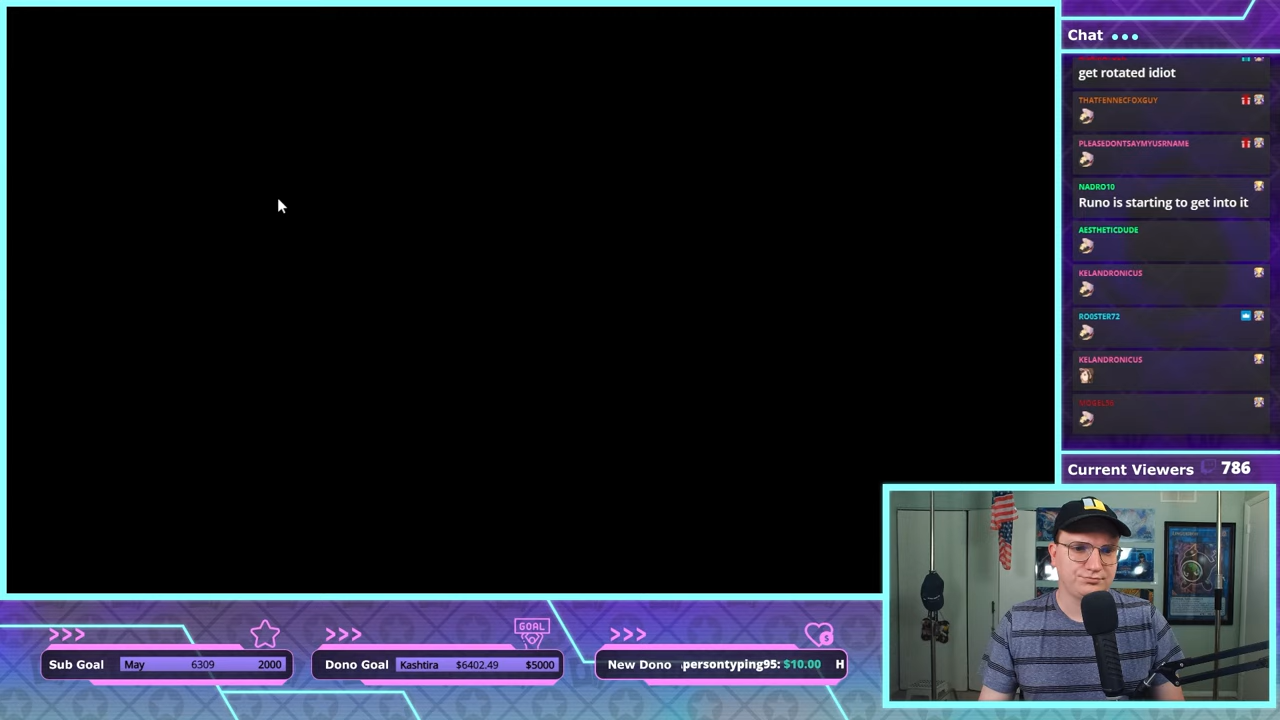 Chat
get rotated idiot
THATFENNECFOXGUY
PLEASEDONTSAYMYUSRNAME
NADRO10
Runo is starting to get into it
AESTHETICDUDE
KELANDRONICUS
ROOSTER72
KELANDRONICUS
Current Viewers 786
>>>
Sub Goal May 6309 2000
>>> GOAL
Dono Goal Kashtira $6402.49 $5000
>>> $
New Dono persontyping95: $10.00 H